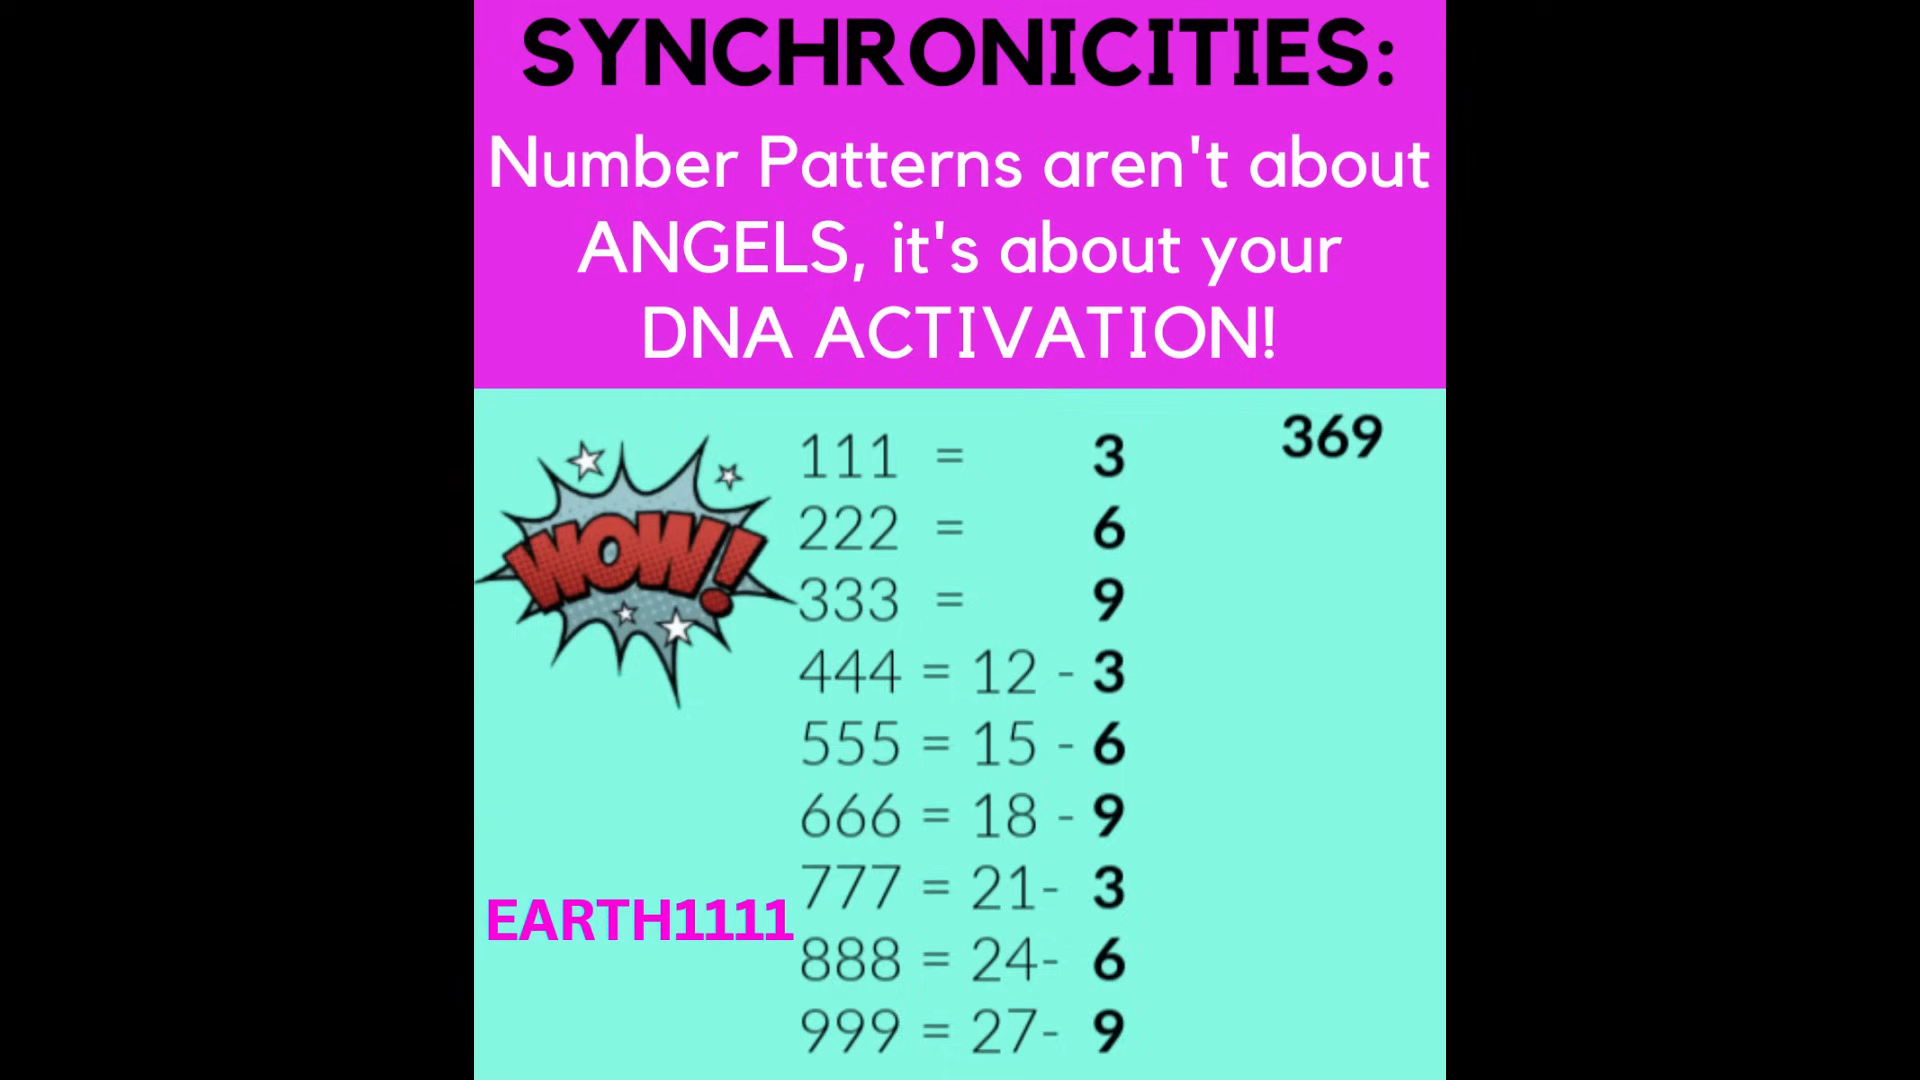 SYNCHRONICITIES:
Number Patterns aren't about
ANGELS, it's about your
DNA ACTIVATION!
369
WOW!
111 = 3
222 = 6
333 = 9
444 = 12 - 3
555 = 15 - 6
666 = 18 - 9
777 = 21- 3
EARTH1111
888 = 24- 6
999 = 27- 9